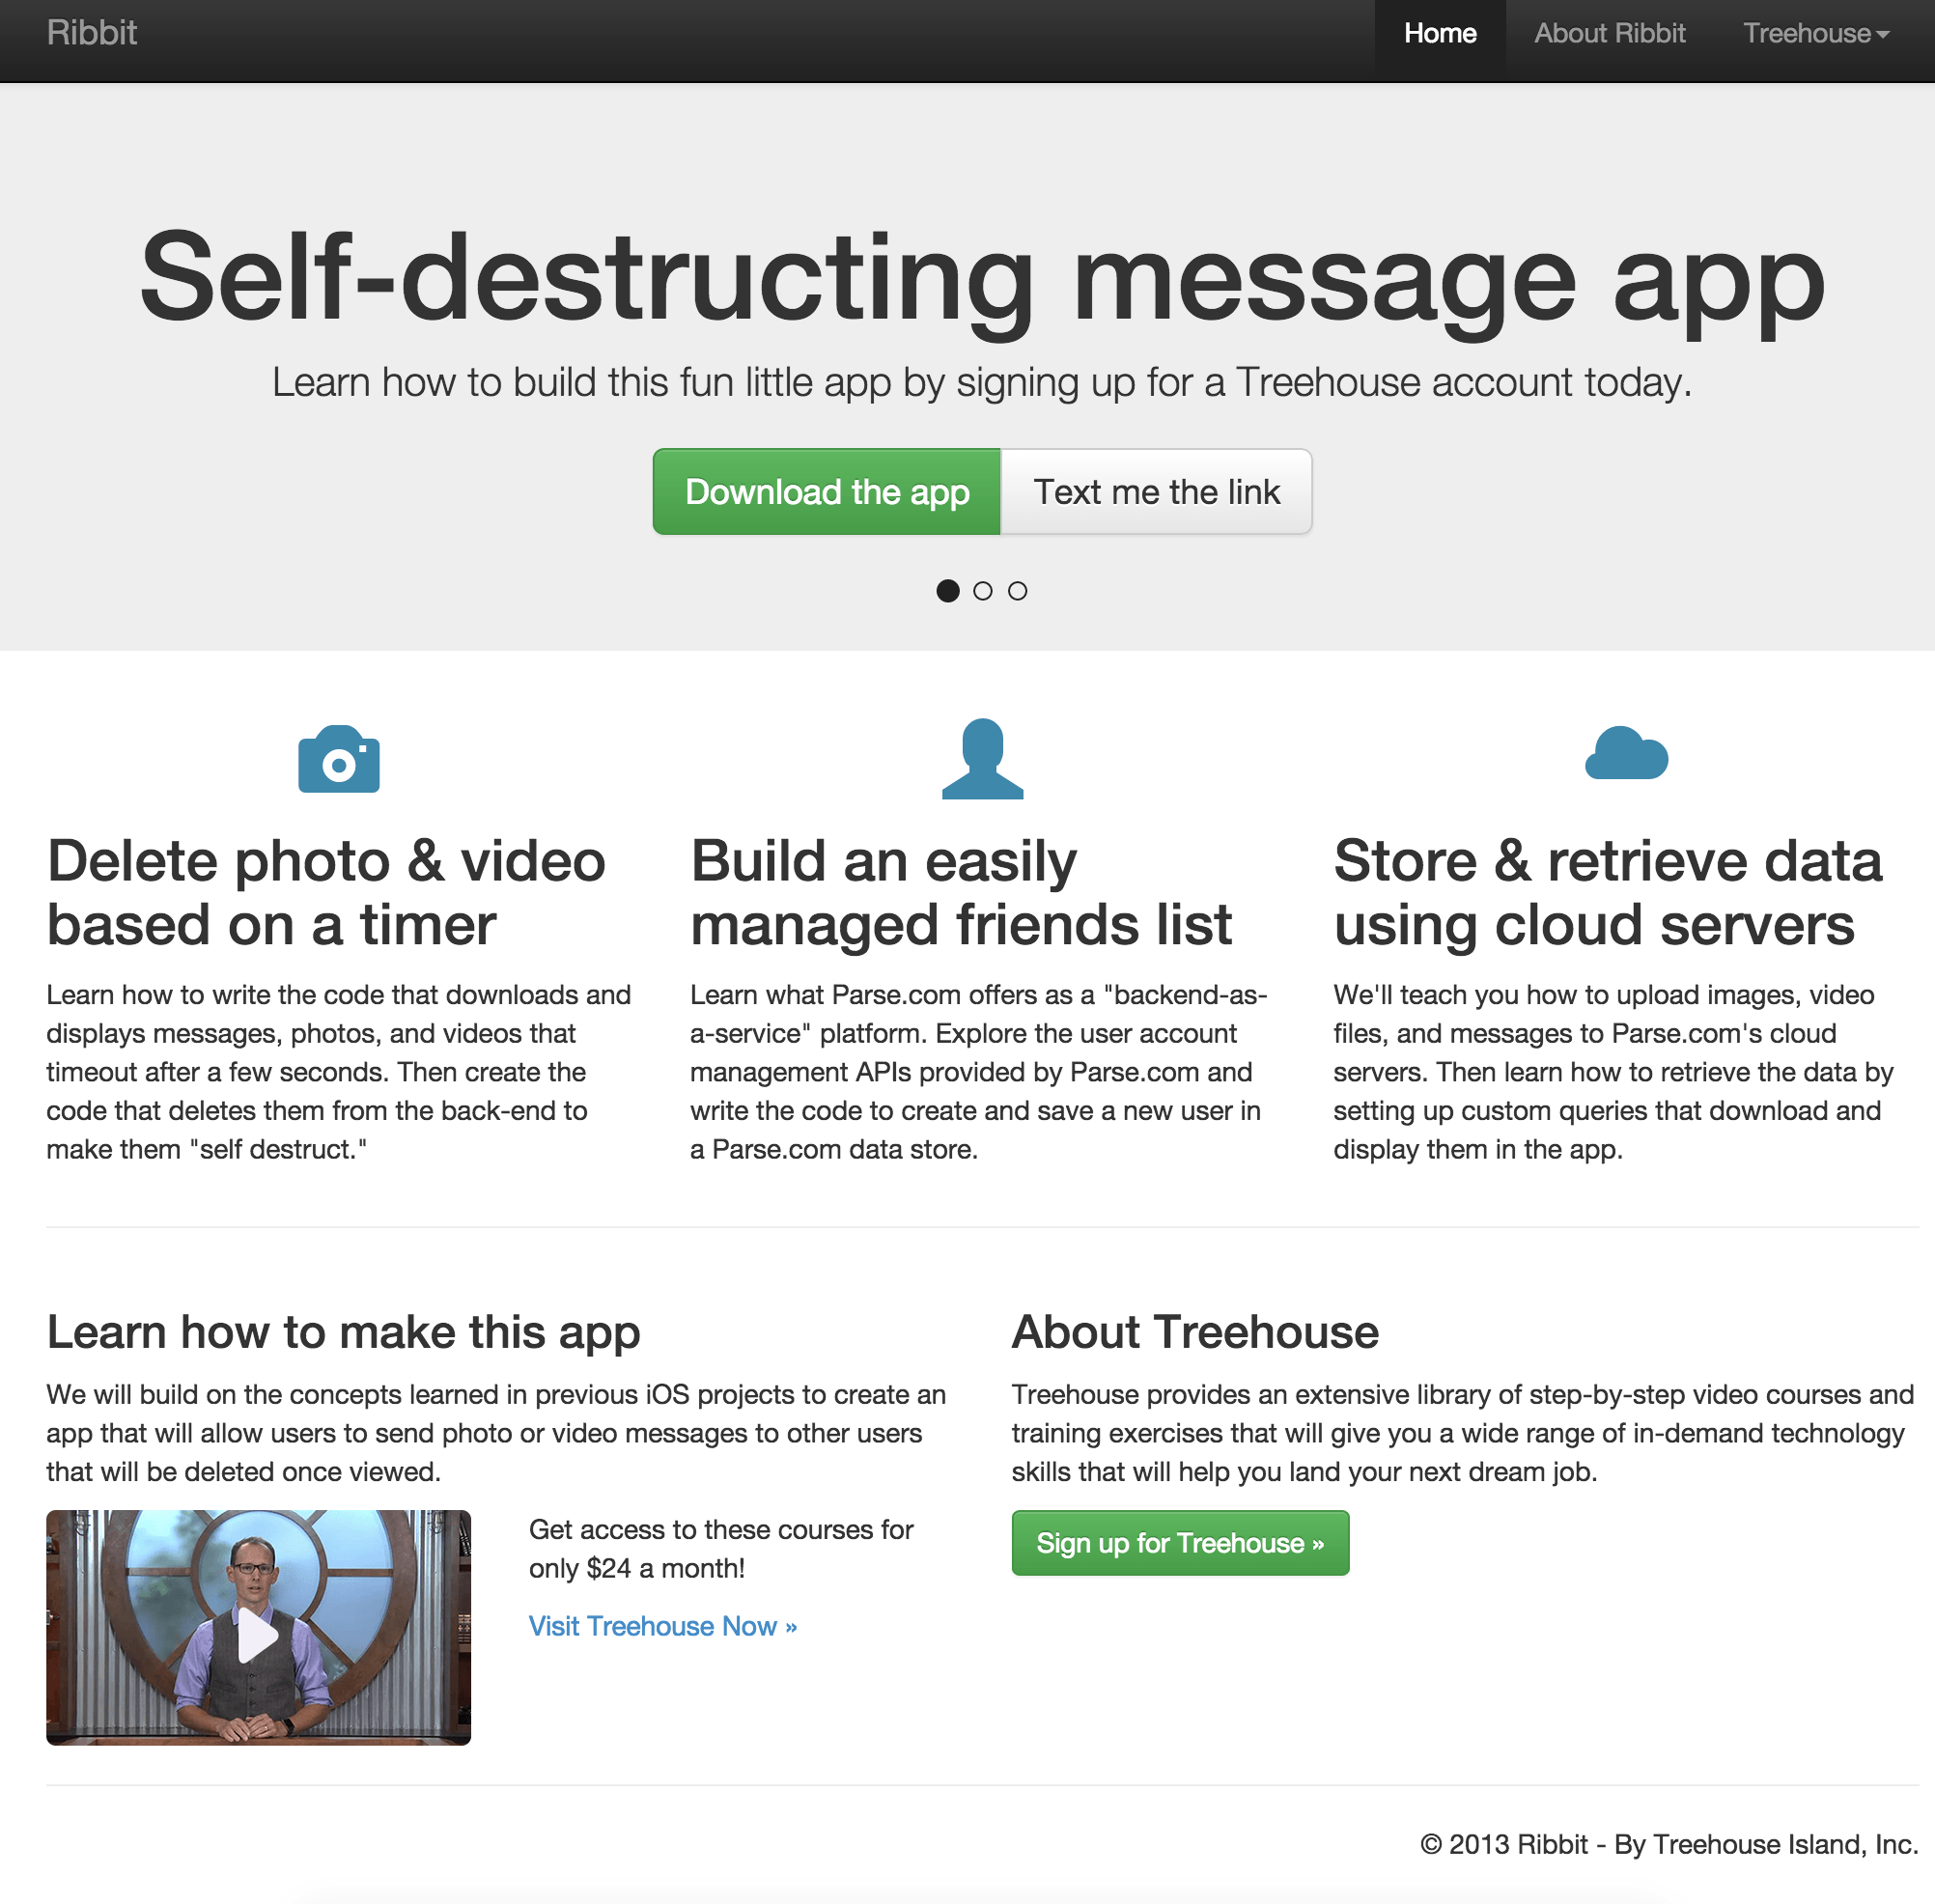 Ribbit
Home
About Ribbit
Treehouse
Self-destructing message app
Learn how to build this fun little app by signing up for a Treehouse account today.
Download the app
Text me the link
Delete photo & video
based on a timer
Learn how to write the code that downloads and
displays messages, photos, and videos that
timeout after a few seconds. Then create the
code that deletes them from the back-end to
make them "self destruct."
Build an easily
managed friends list
Learn what Parse.com offers as a "backend-as-
a-service" platform. Explore the user account
management APIs provided by Parse.com and
write the code to create and save a new user in
a Parse.com data store.
Store & retrieve data
using cloud servers
We'll teach you how to upload images, video
files, and messages to Parse.com's cloud
servers. Then learn how to retrieve the data by
setting up custom queries that download and
display them in the app.
Learn how to make this app
We will build on the concepts learned in previous iOS projects to create an
app that will allow users to send photo or video messages to other users
that will be deleted once viewed.
Get access to these courses for
only $24 a month!
Visit Treehouse Now »
About Treehouse
Treehouse provides an extensive library of step-by-step video courses and
training exercises that will give you a wide range of in-demand technology
skills that will help you land your next dream job.
Sign up for Treehouse »
© 2013 Ribbit - By Treehouse Island, Inc.